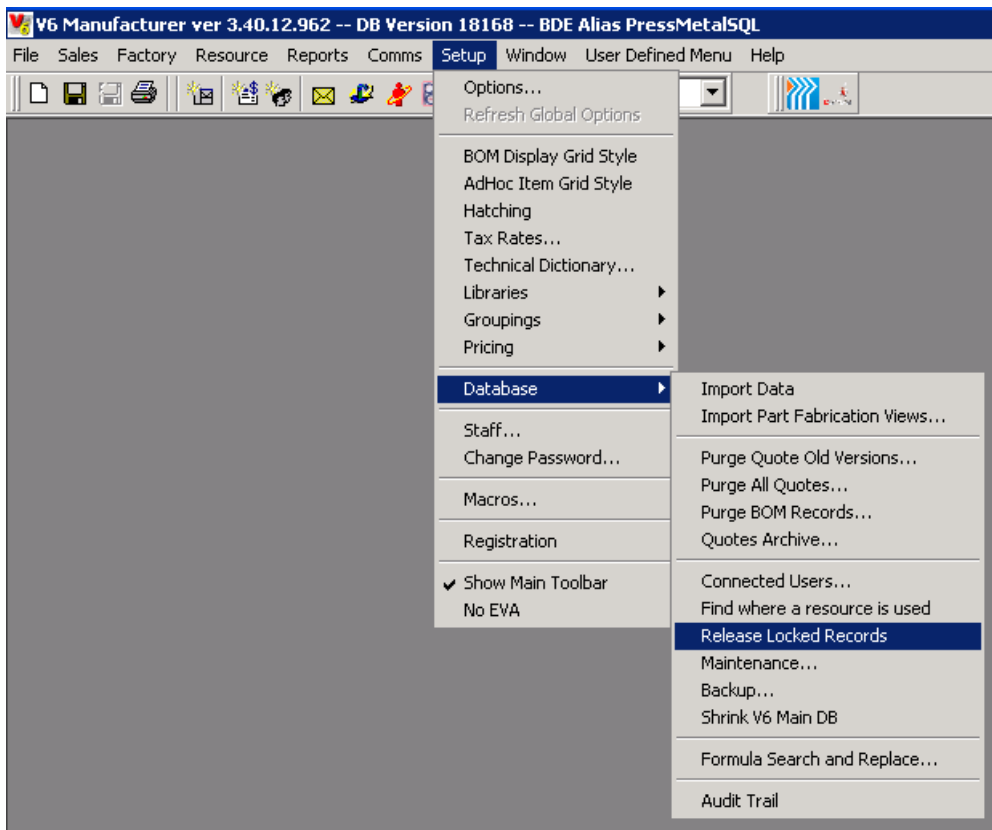 V6 Manufacturer ver 3.40.12.962 -- DB Version 18168 -- BDE Alias PressMetalSQL
File Sales Factory Resource Reports Comms Setup Window User Defined Menu Help
Options...
Refresh Global Options
BOM Display Grid Style
AdHoc Item Grid Style
Hatching
Tax Rates...
Technical Dictionary...
Libraries
Groupings
Pricing
Database
Staff...
Change Password...
Macros...
Registration
Show Main Toolbar
No EVA
Import Data
Import Part Fabrication Views...
Purge Quote Old Versions...
Purge All Quotes...
Purge BOM Records...
Quotes Archive...
Connected Users...
Find where a resource is used
Release Locked Records
Maintenance...
Backup...
Shrink V6 Main DB
Formula Search and Replace...
Audit Trail